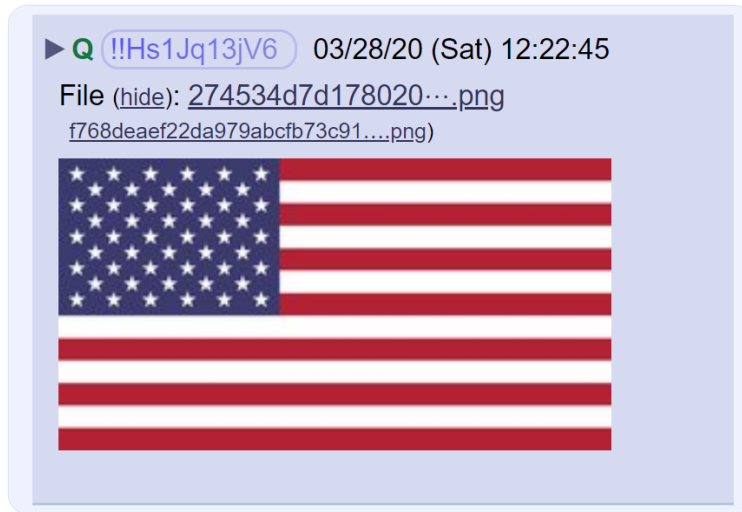 ▶ Q !!Hs1Jq13jV6 03/28/20 (Sat) 12:22:45
File (hide): 274534d7d178020⋯.png
f768deaef22da979abcfb73c91….png)